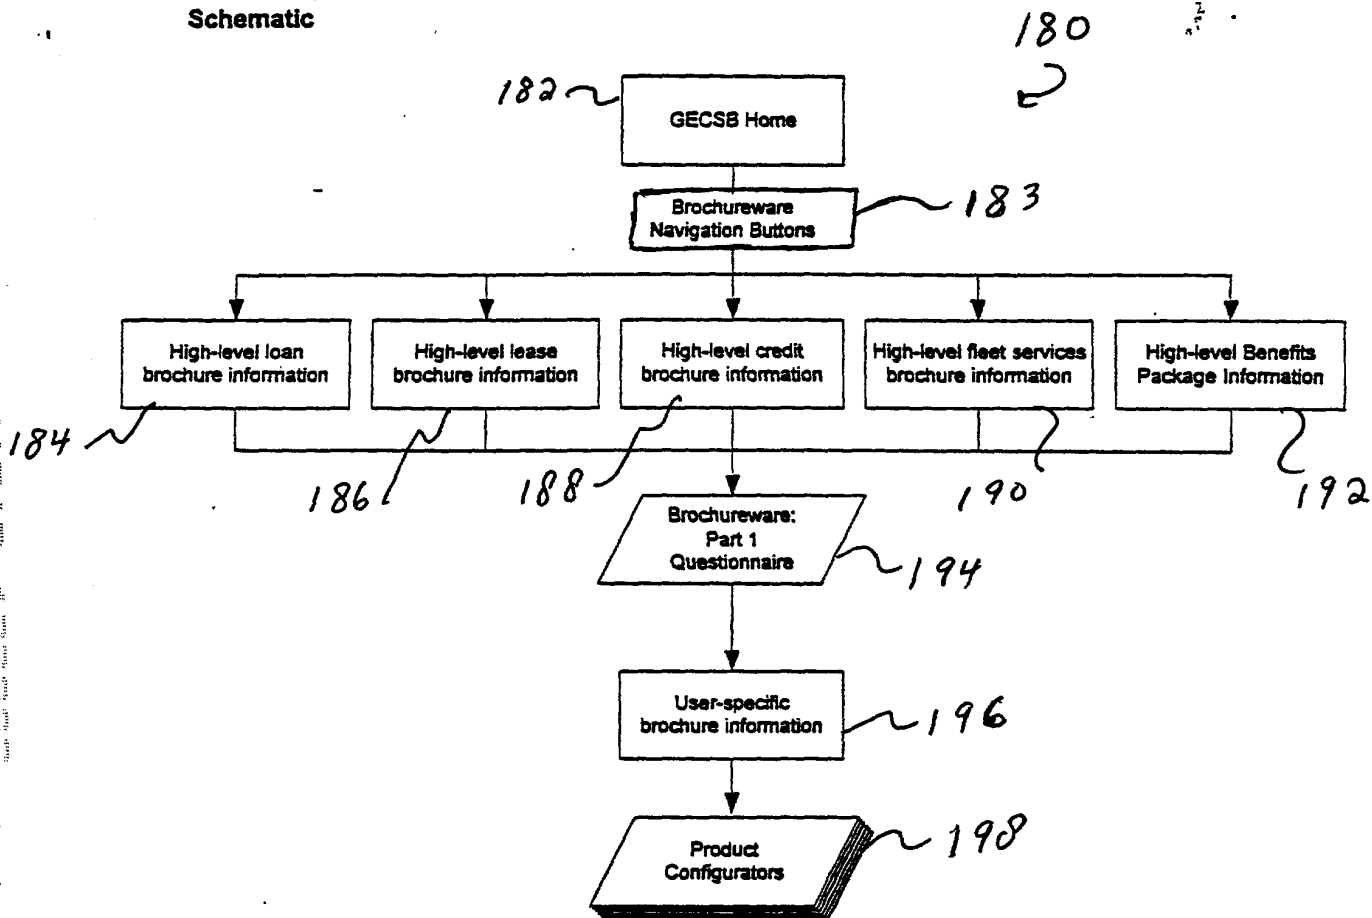 Schematic
180
182
GECSB Home
Brochureware
Navigation Buttons
183
High-level loan
brochure information
High-level lease
brochure information
High-level credit
brochure information
High-level fleet services
brochure information
High-level Benefits
Package Information
184
186
188
190
192
Brochureware:
Part 1
Questionnaire
194
User-specific
brochure information
196
Product
Configurators
198